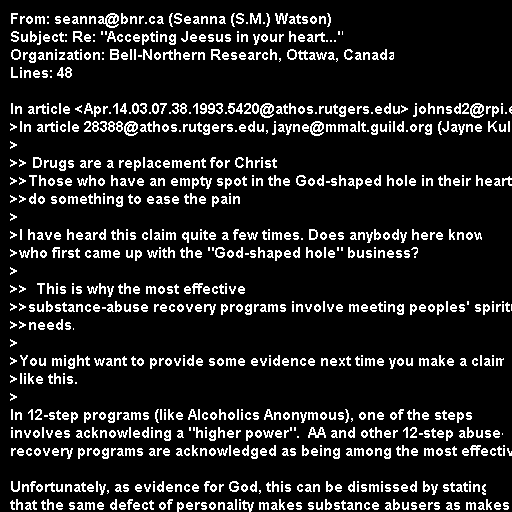 From: seanna@bnr.ca (Seanna (S.M.) Watson)
Subject: Re: "Accepting Jeesus in your heart..."
Organization: Bell-Northern Research, Ottawa, Canada
Lines: 48

In article <Apr.14.03.07.38.1993.5420@athos.rutgers.edu> johnsd2@rpi.e
>In article 28388@athos.rutgers.edu, jayne@mmalt.guild.org (Jayne Kul
>
>> Drugs are a replacement for Christ
>>Those who have an empty spot in the God-shaped hole in their heart
>>do something to ease the pain
>
>I have heard this claim quite a few times. Does anybody here know
>who first came up with the "God-shaped hole" business?
>
>>  This is why the most effective
>>substance-abuse recovery programs involve meeting peoples' spirit
>>needs.
>
>You might want to provide some evidence next time you make a claim
>like this.
>
In 12-step programs (like Alcoholics Anonymous), one of the steps
involves acknowleding a "higher power".  AA and other 12-step abuse-
recovery programs are acknowledged as being among the most effectiv

Unfortunately, as evidence for God, this can be dismissed by stating
that the same defect of personality makes substance abusers as makes